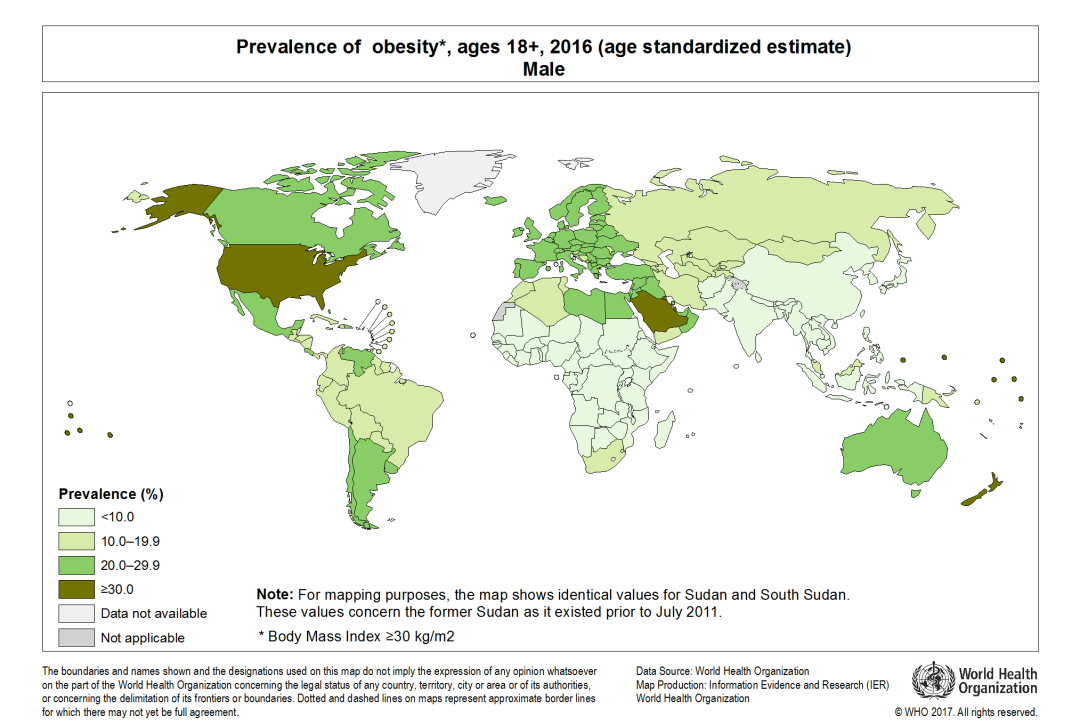 Prevalence of  obesity*, ages 18+, 2016 (age standardized estimate)
Male
Prevalence (%)
<10.0
10.0–19.9
20.0–29.9
≥30.0
Data not available
Not applicable
Note: For mapping purposes, the map shows identical values for Sudan and South Sudan.
These values concern the former Sudan as it existed prior to July 2011.
* Body Mass Index ≥30 kg/m2
The boundaries and names shown and the designations used on this map do not imply the expression of any opinion whatsoever
on the part of the World Health Organization concerning the legal status of any country, territory, city or area or of its authorities,
or concerning the delimitation of its frontiers or boundaries. Dotted and dashed lines on maps represent approximate border lines
for which there may not yet be full agreement.
Data Source: World Health Organization
Map Production: Information Evidence and Research (IER)
World Health Organization
World Health
Organization
© WHO 2017. All rights reserved.